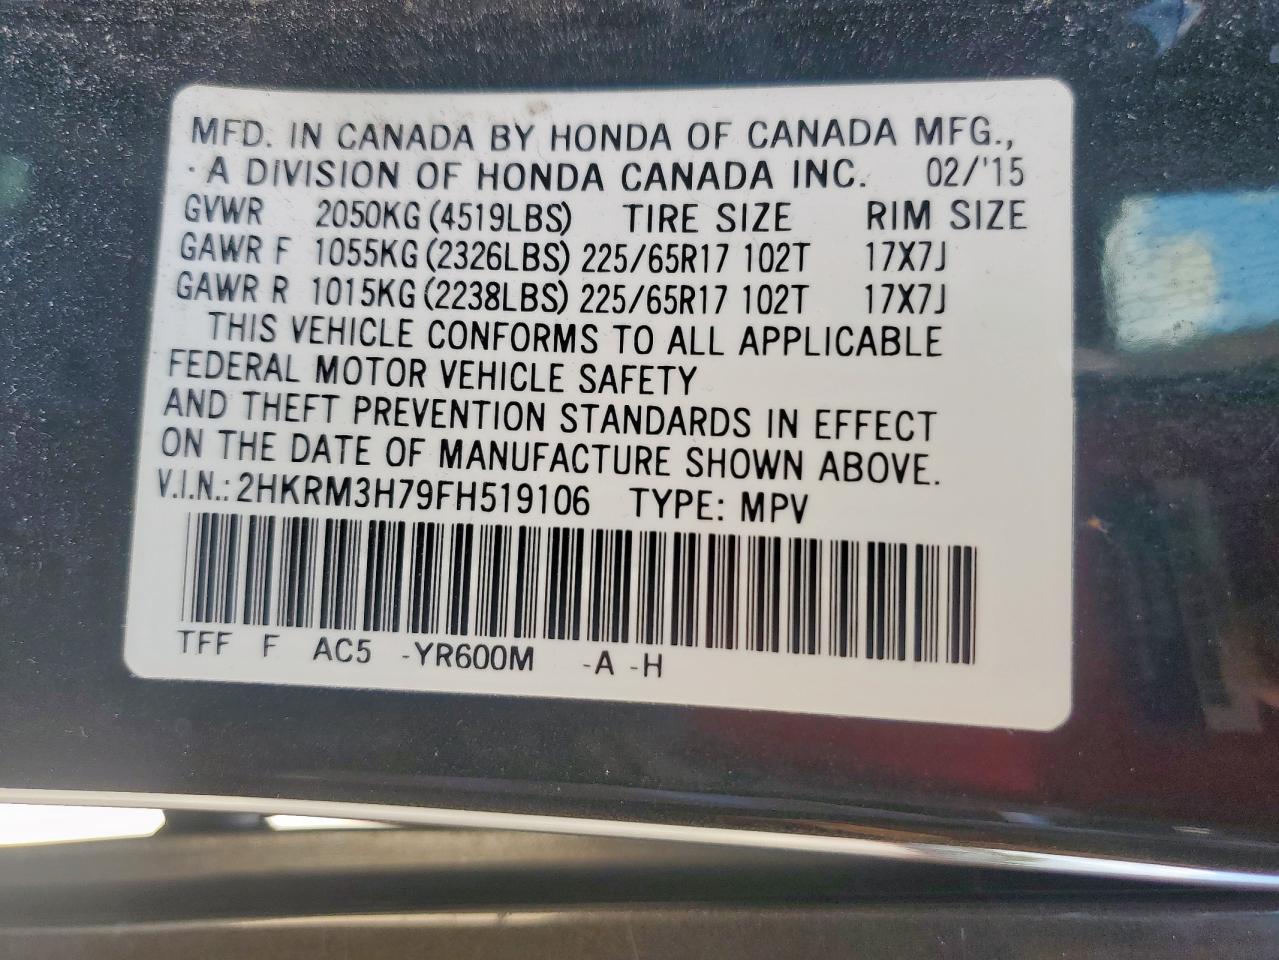 MFD. IN CANADA BY HONDA OF CANADA MFG.,
A DIVISION OF HONDA CANADA INC. 02/'15
GVWR 2050KG (4519LBS) TIRE SIZE RIM SIZE
GAWR F 1055KG (2326LBS) 225/65R17 102T 17X7J
GAWR R 1015KG (2238LBS) 225/65R17 102T 17X7J
THIS VEHICLE CONFORMS TO ALL APPLICABLE
FEDERAL MOTOR VEHICLE SAFETY
AND THEFT PREVENTION STANDARDS IN EFFECT
ON THE DATE OF MANUFACTURE SHOWN ABOVE.
V.I.N.: 2HKRM3H79FH519106 TYPE: MPV
TFF F AC5 -YR600M -A -H